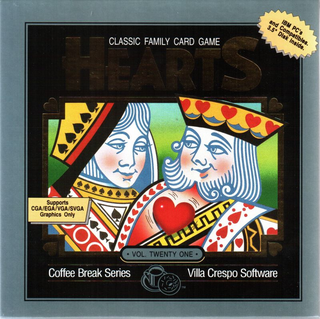 CLASSIC FAMILY CARD GAME
HEARTS
IBM PC's
and Compatibles
3.5" Disk inside.
Supports
CGA/EGA/VGA/SVGA
Graphics Only
• VOL. TWENTY ONE •
Coffee Break Series
Villa Crespo Software